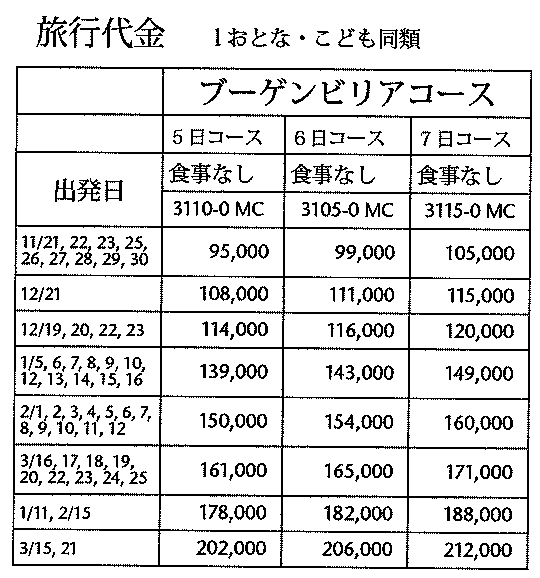 旅行代金 1おとな・こども同類
ブーゲンビリアコース
5日コース 6日コース 7日コース
出発日 食事なし 食事なし 食事なし
3110-0 MC 3105-0 MC 3115-0 MC
11/21, 22, 23, 25,
26, 27, 28, 29, 30 95,000 99,000 105,000
12/21 108,000 111,000 115,000
12/19, 20, 22, 23 114,000 116,000 120,000
1/5, 6, 7, 8, 9, 10,
12, 13, 14, 15, 16 139,000 143,000 149,000
2/1, 2, 3, 4, 5, 6, 7,
8, 9, 10, 11, 12 150,000 154,000 160,000
3/16, 17, 18, 19,
20, 22, 23, 24, 25 161,000 165,000 171,000
1/11, 2/15 178,000 182,000 188,000
3/15, 21 202,000 206,000 212,000